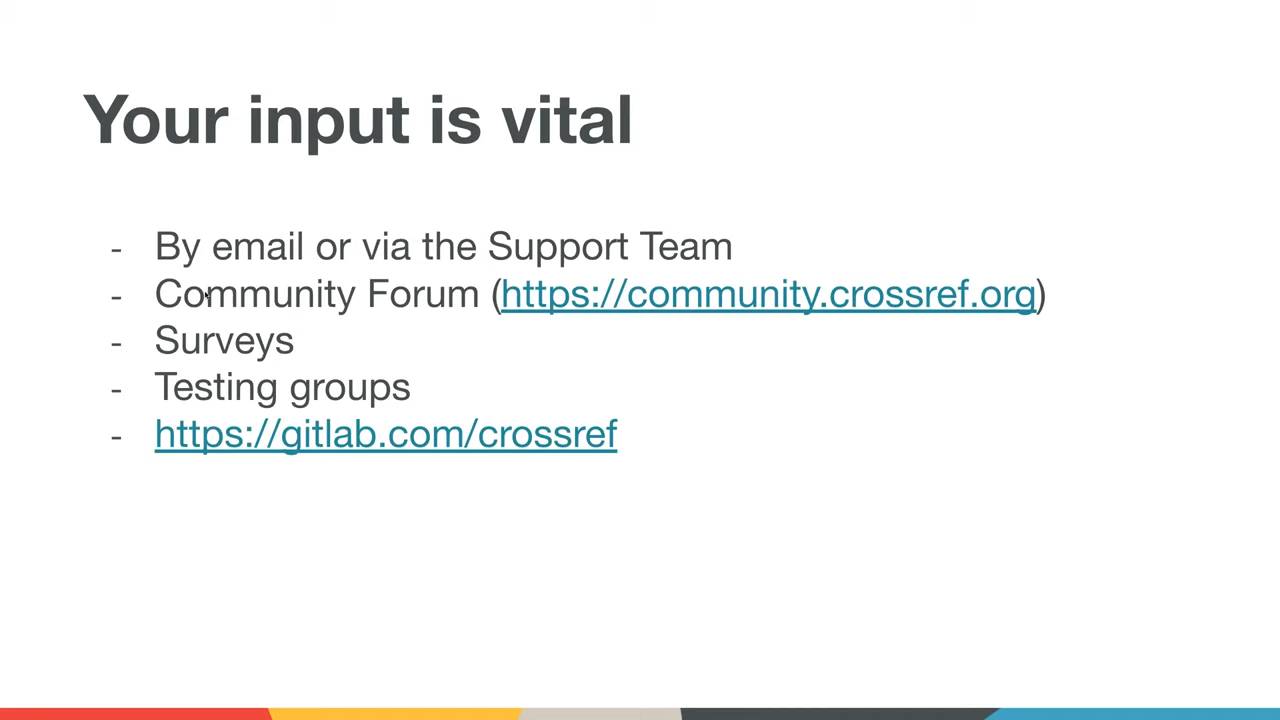 Your input is vital
- By email or via the Support Team
- Community Forum (https://community.crossref.org)
- Surveys
- Testing groups
- https://gitlab.com/crossref